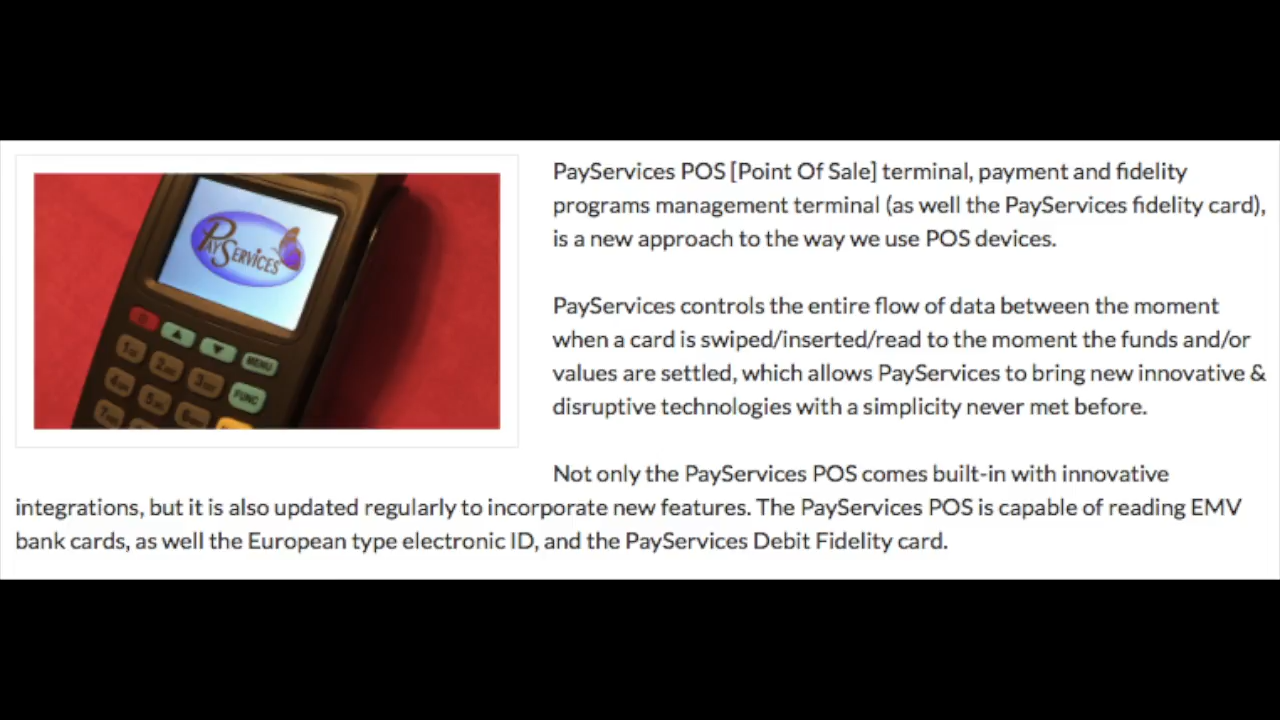 PayServices
MENU
FUNC
PayServices POS [Point Of Sale] terminal, payment and fidelity
programs management terminal (as well the PayServices fidelity card),
is a new approach to the way we use POS devices.
PayServices controls the entire flow of data between the moment
when a card is swiped/inserted/read to the moment the funds and/or
values are settled, which allows PayServices to bring new innovative &
disruptive technologies with a simplicity never met before.
Not only the PayServices POS comes built-in with innovative
integrations, but it is also updated regularly to incorporate new features. The PayServices POS is capable of reading EMV
bank cards, as well the European type electronic ID, and the PayServices Debit Fidelity card.